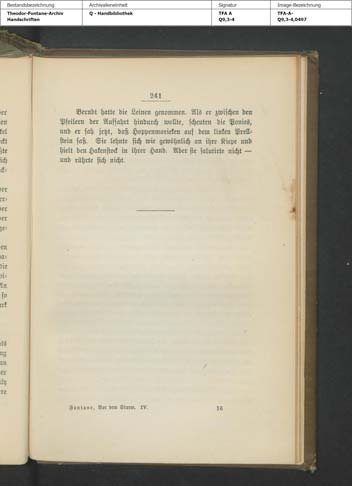 Bestandsbezeichnung
Archivalieneinheit
Signatur
Image-Bezeichnung
Theodor-Fontane-Archiv
Handschriften
Q - Handbibliothek
TFA A
Q9,3-4
TFA-A-
Q9,3-4,0497
241
Berndt hatte die Leinen genommen. Als er zwischen den
Pfeilern der Auffahrt hindurch wollte, scheuten die Ponies,
und er sah jetzt, daß Hoppenmarieken auf dem linken Prell-
stein saß. Sie lehnte sich wie gewöhnlich an ihre Kiepe und
hielt den Hakenstock in ihrer Hand. Aber sie salutirte nicht —
und rührte sich nicht.
Fontane, Vor dem Sturm. IV.
16